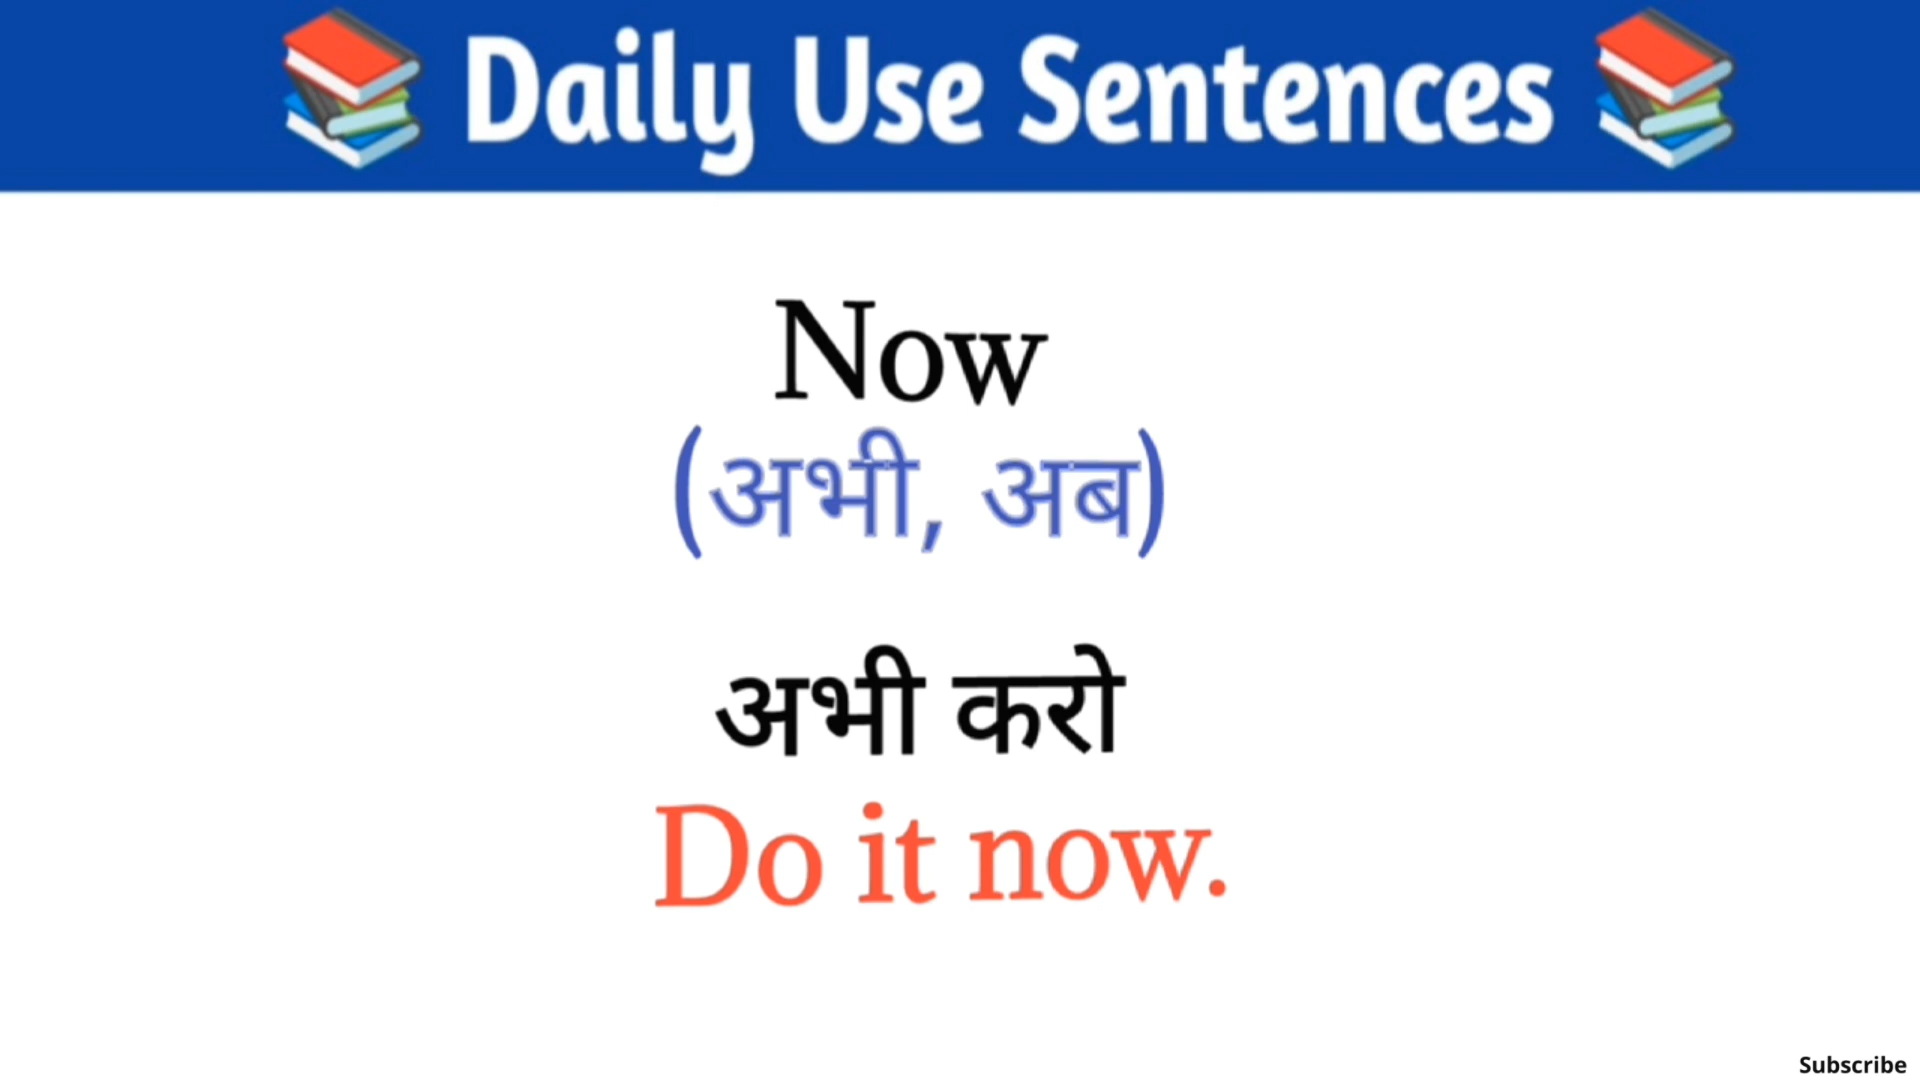 Daily Use Sentences
Now
(अभी, अब)
अभी करो
Do it now.
Subscribe